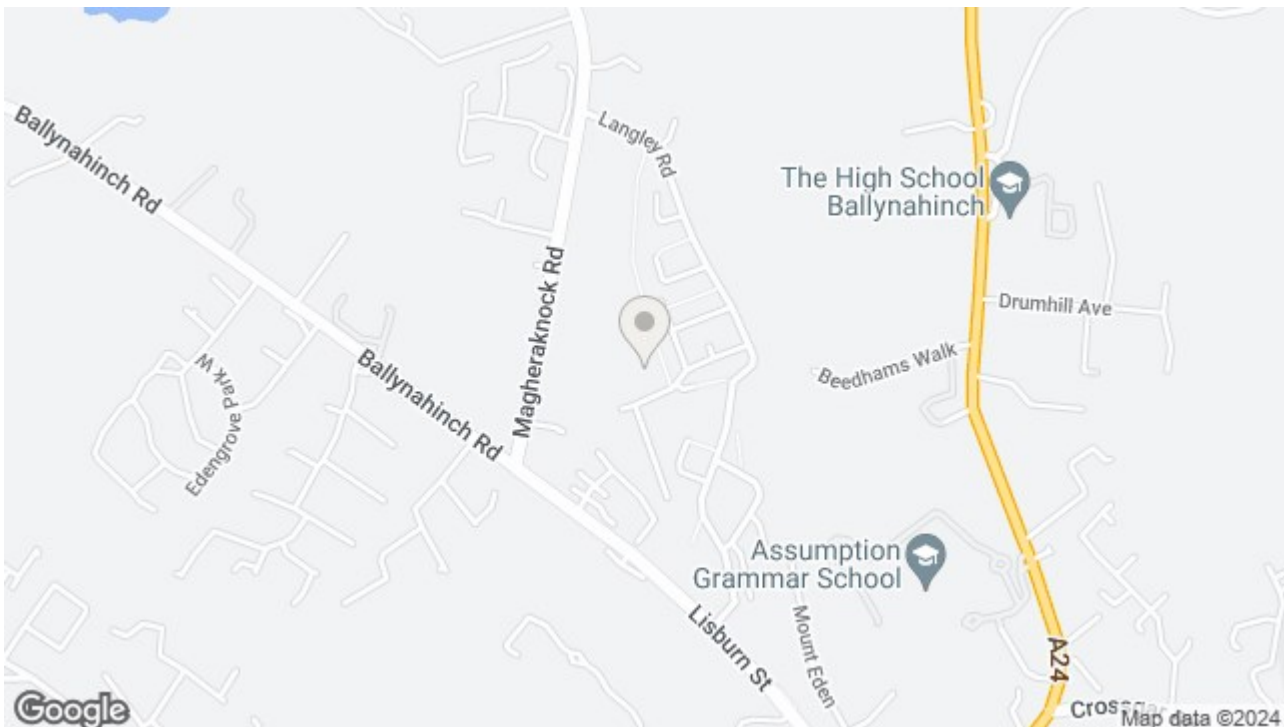 Ballynahinch Rd
Langley Rd
The High School
Ballynahinch
Magheraknock Rd
Drumhill Ave
Beedhams Walk
Edengrove Park W
Ballynahinch Rd
Assumption
Grammar School
Lisburn St
Mount Eden
A24
Google
Map data ©2024